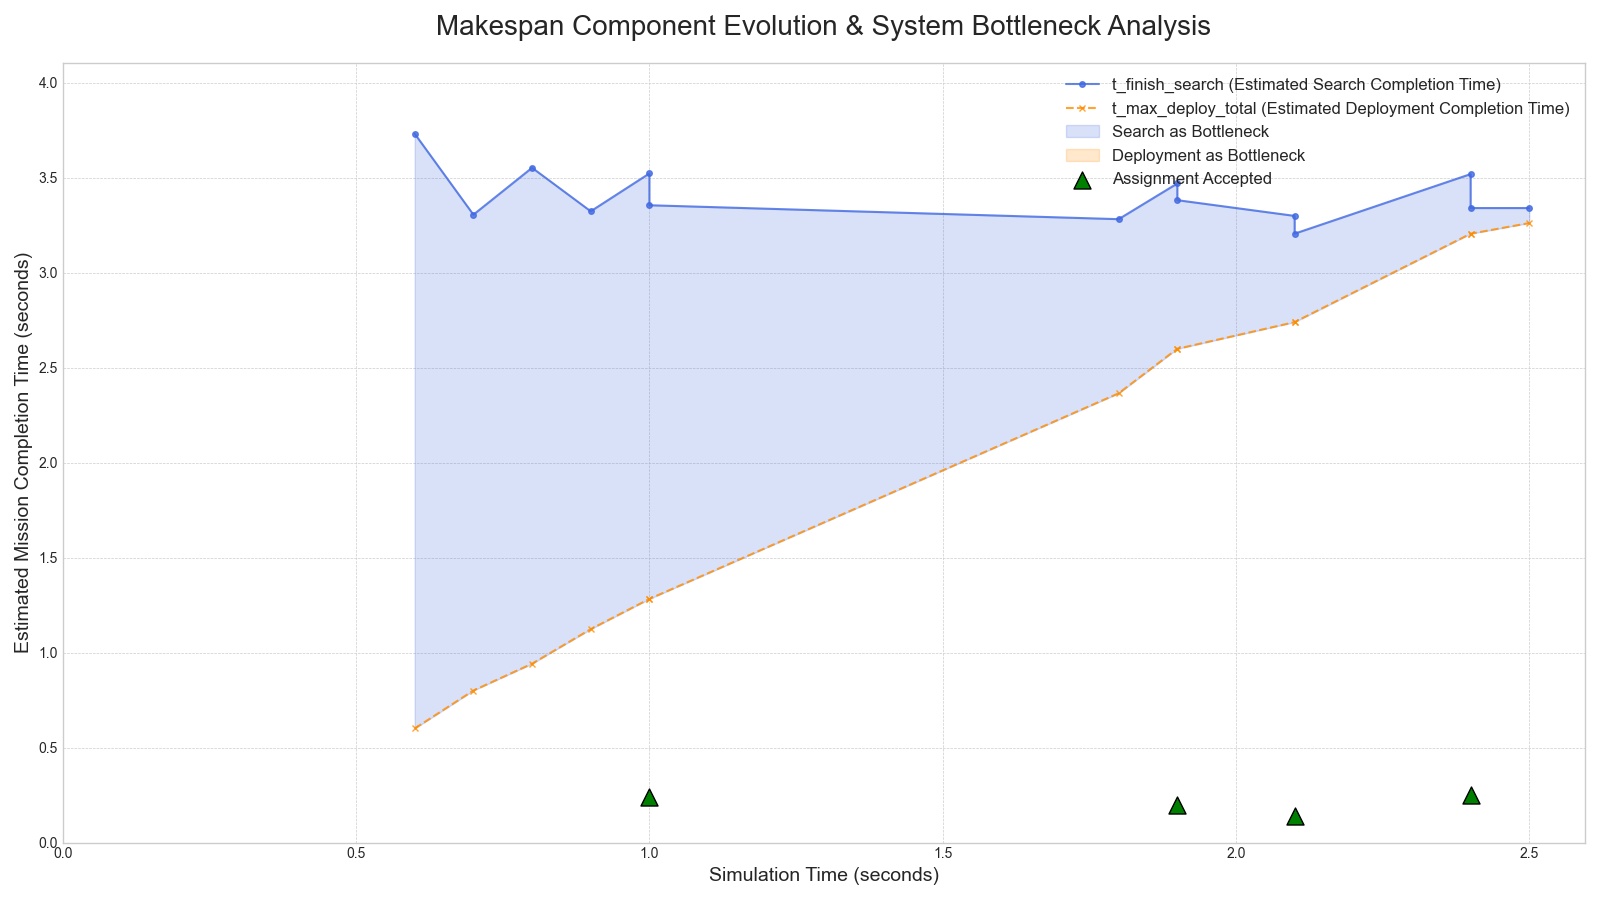 Makespan Component Evolution & System Bottleneck Analysis
t_finish_search (Estimated Search Completion Time)
t_max_deploy_total (Estimated Deployment Completion Time)
Search as Bottleneck
Deployment as Bottleneck
Assignment Accepted
Estimated Mission Completion Time (seconds)
4.0
3.5
3.0
2.5
2.0
1.5
1.0
0.5
0.0
0.0 0.5 1.0 1.5 2.0 2.5
Simulation Time (seconds)